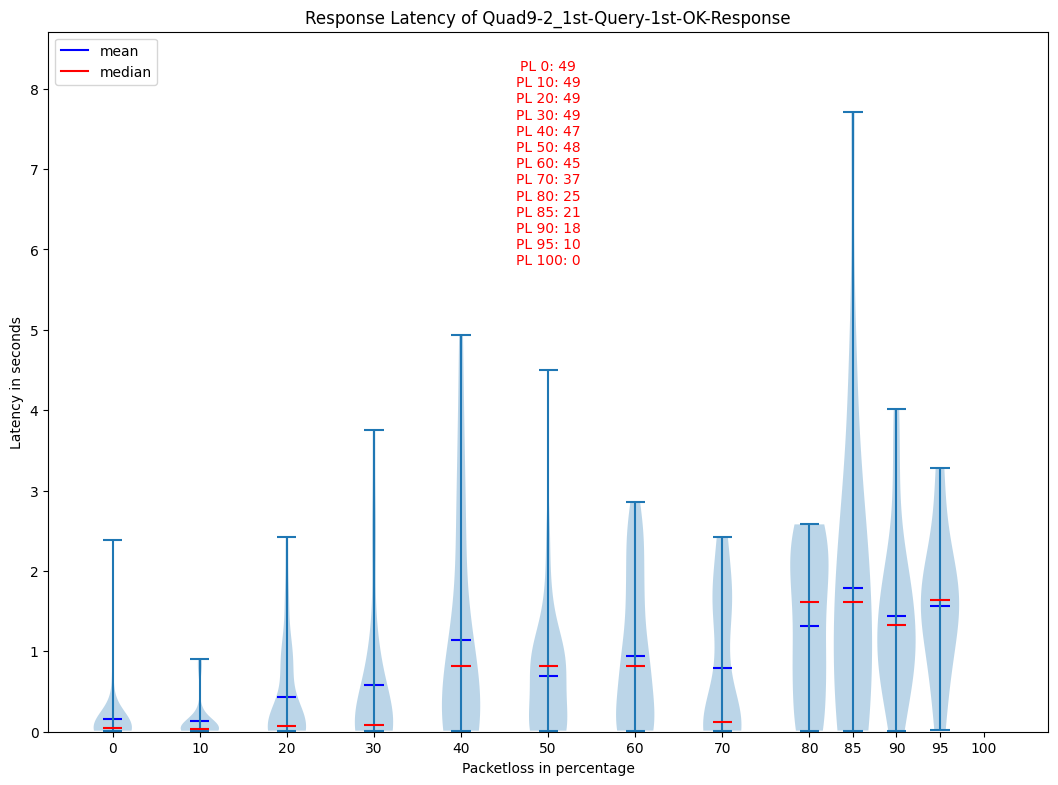 Response Latency of Quad9-2_1st-Query-1st-OK-Response
mean
median
PL 0: 49
PL 10: 49
PL 20: 49
PL 30: 49
PL 40: 47
PL 50: 48
PL 60: 45
PL 70: 37
PL 80: 25
PL 85: 21
PL 90: 18
PL 95: 10
PL 100: 0
Latency in seconds
8
7
6
5
4
3
2
1
0
0 10 20 30 40 50 60 70 80 85 90 95 100
Packetloss in percentage